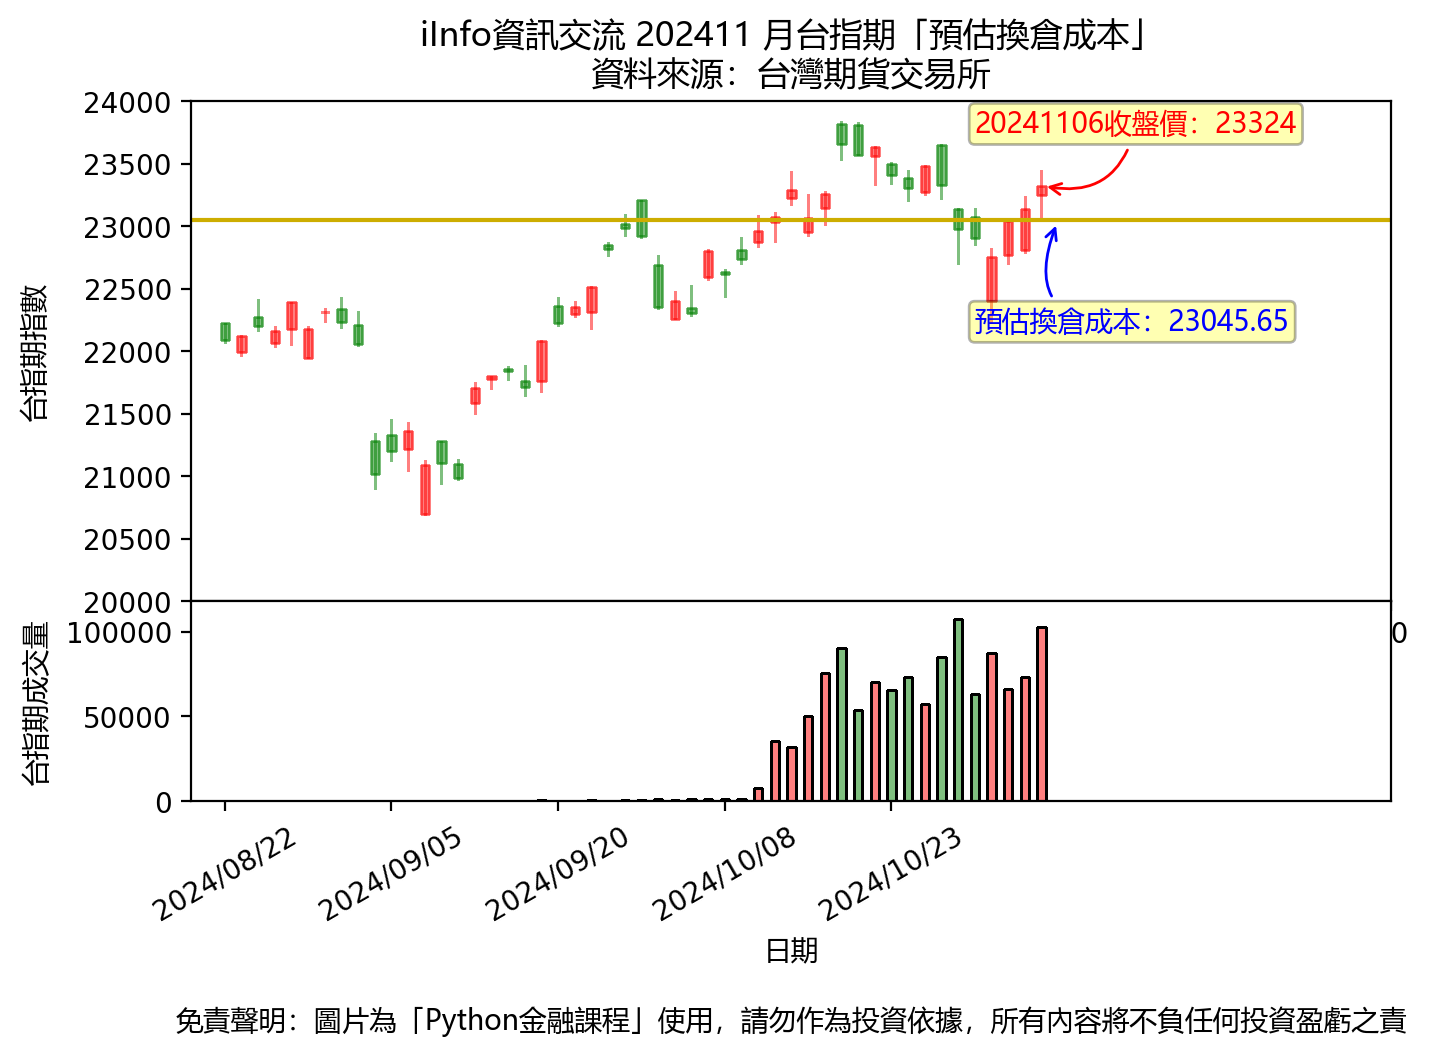 iInfo資訊交流 202411 月台指期「預估換倉成本」
資料來源：台灣期貨交易所
24000
20241106收盤價：23324
23500
23000
22500
預估換倉成本：23045.65
22000
21500
21000
20500
20000
台指期指數
100000
0
50000
0
台指期成交量
2024/08/22
2024/09/05
2024/09/20
2024/10/08
2024/10/23
日期
免責聲明：圖片為「Python金融課程」使用，請勿作為投資依據，所有內容將不負任何投資盈虧之責